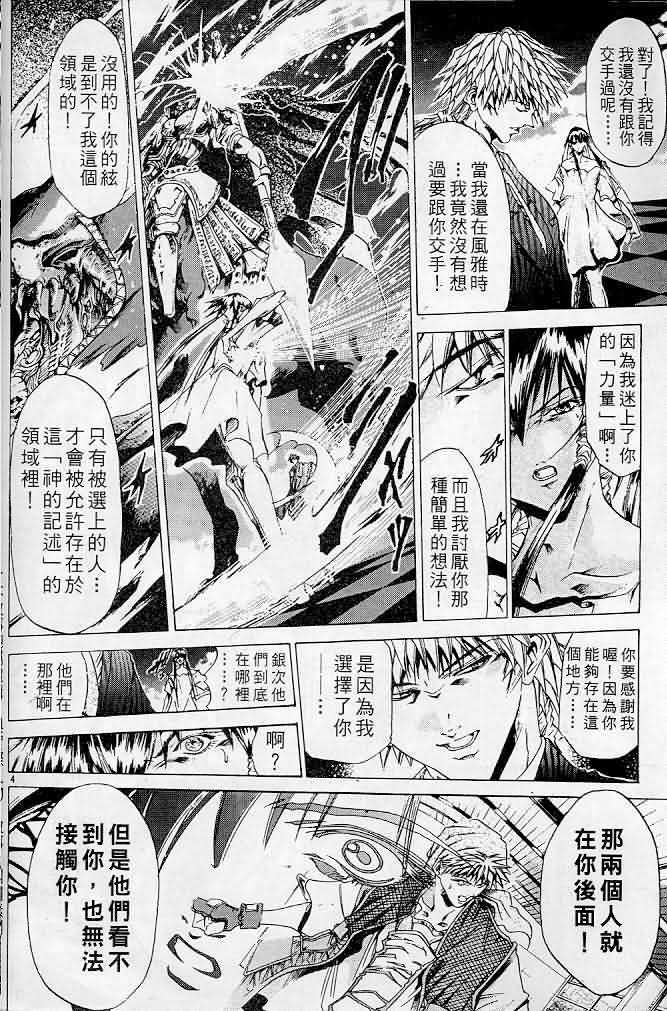 對了！我記得
我還沒有跟你
交手過呢……
當我還在風雅時
…我竟然沒有想
過要跟你交手！
沒用的！你的絃
是到不了我這個
領域的！
只有被選上的人…
才會被允許存在於
這「神的記述」的
領域裡！
因為我迷上了你
的「力量」啊…
而且我討厭你那
種簡單的想法！
你要感謝我
喔！因為你
能夠存在這
個地方……
是因為我
選擇了你
……
銀次他
們到底
在哪裡
……？
他們在
那裡啊
啊？
4
那兩個人就
在你後面！
但是他們看不
到你，也無法
接觸你！